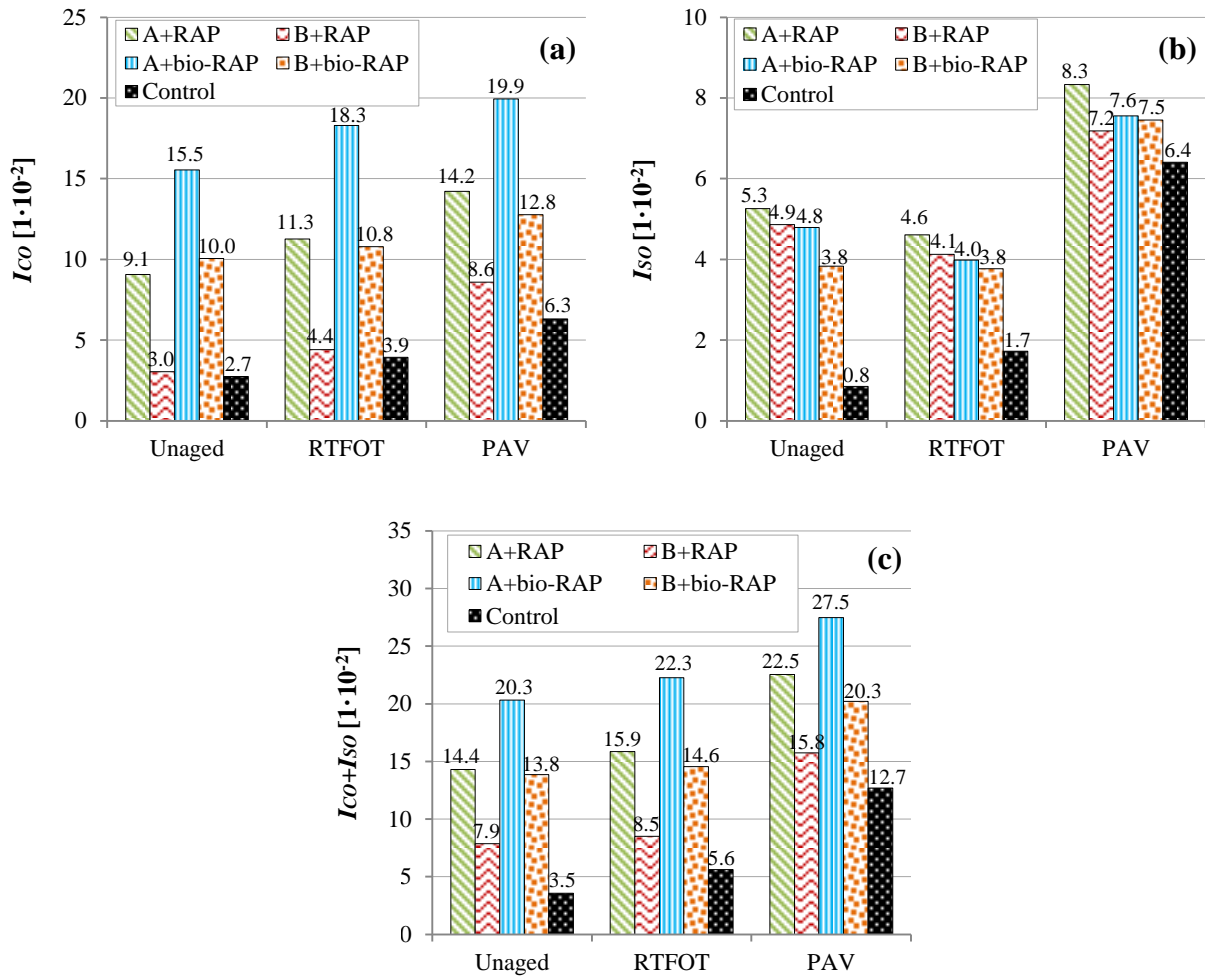 25
20
15
10
5
0
Ico [1·10⁻²]
A+RAP B+RAP
A+bio-RAP B+bio-RAP
Control
(a)
9.1 3.0 15.5 10.0 2.7
11.3 4.4 18.3 10.8 3.9
14.2 8.6 19.9 12.8 6.3
Unaged RTFOT PAV
10
8
6
4
2
0
Iso [1·10⁻²]
A+RAP B+RAP
A+bio-RAP B+bio-RAP
Control
(b)
5.3 4.9 4.8 3.8 0.8
4.6 4.1 4.0 3.8 1.7
8.3 7.2 7.6 7.5 6.4
Unaged RTFOT PAV
35
30
25
20
15
10
5
0
Ico+Iso [1·10⁻²]
A+RAP B+RAP
A+bio-RAP B+bio-RAP
Control
(c)
14.4 7.9 20.3 13.8 3.5
15.9 8.5 22.3 14.6 5.6
22.5 15.8 27.5 20.3 12.7
Unaged RTFOT PAV